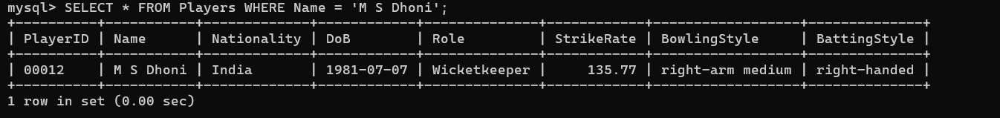 mysql> SELECT * FROM Players WHERE Name = 'M S Dhoni';
+----------+-----------+-------------+------------+--------------+------------+------------------+--------------+
| PlayerID | Name      | Nationality | DoB        | Role         | StrikeRate | BowlingStyle     | BattingStyle |
+----------+-----------+-------------+------------+--------------+------------+------------------+--------------+
| 00012    | M S Dhoni | India       | 1981-07-07 | Wicketkeeper |     135.77 | right-arm medium | right-handed |
+----------+-----------+-------------+------------+--------------+------------+------------------+--------------+
1 row in set (0.00 sec)